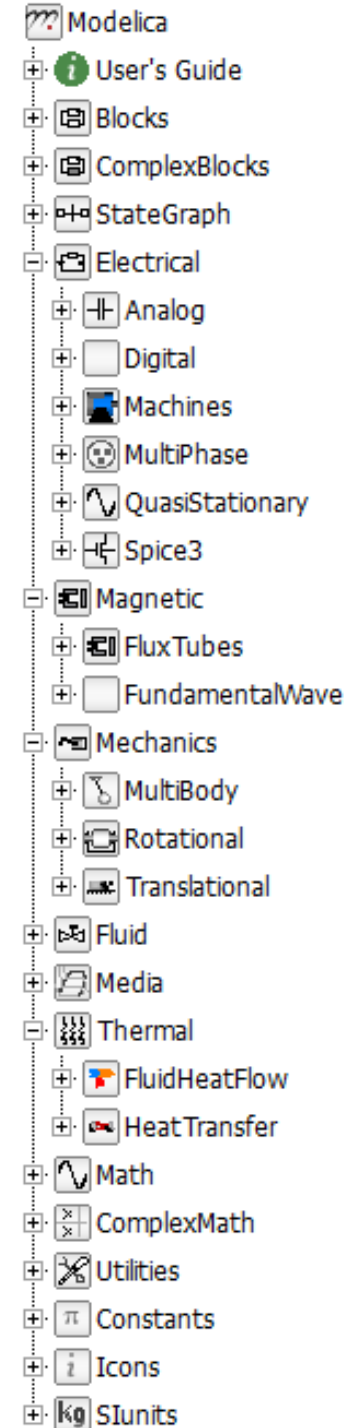 Modelica
User's Guide
Blocks
ComplexBlocks
StateGraph
Electrical
Analog
Digital
Machines
MultiPhase
QuasiStationary
Spice3
Magnetic
FluxTubes
FundamentalWave
Mechanics
MultiBody
Rotational
Translational
Fluid
Media
Thermal
FluidHeatFlow
HeatTransfer
Math
ComplexMath
Utilities
π Constants
i Icons
Kg SIunits